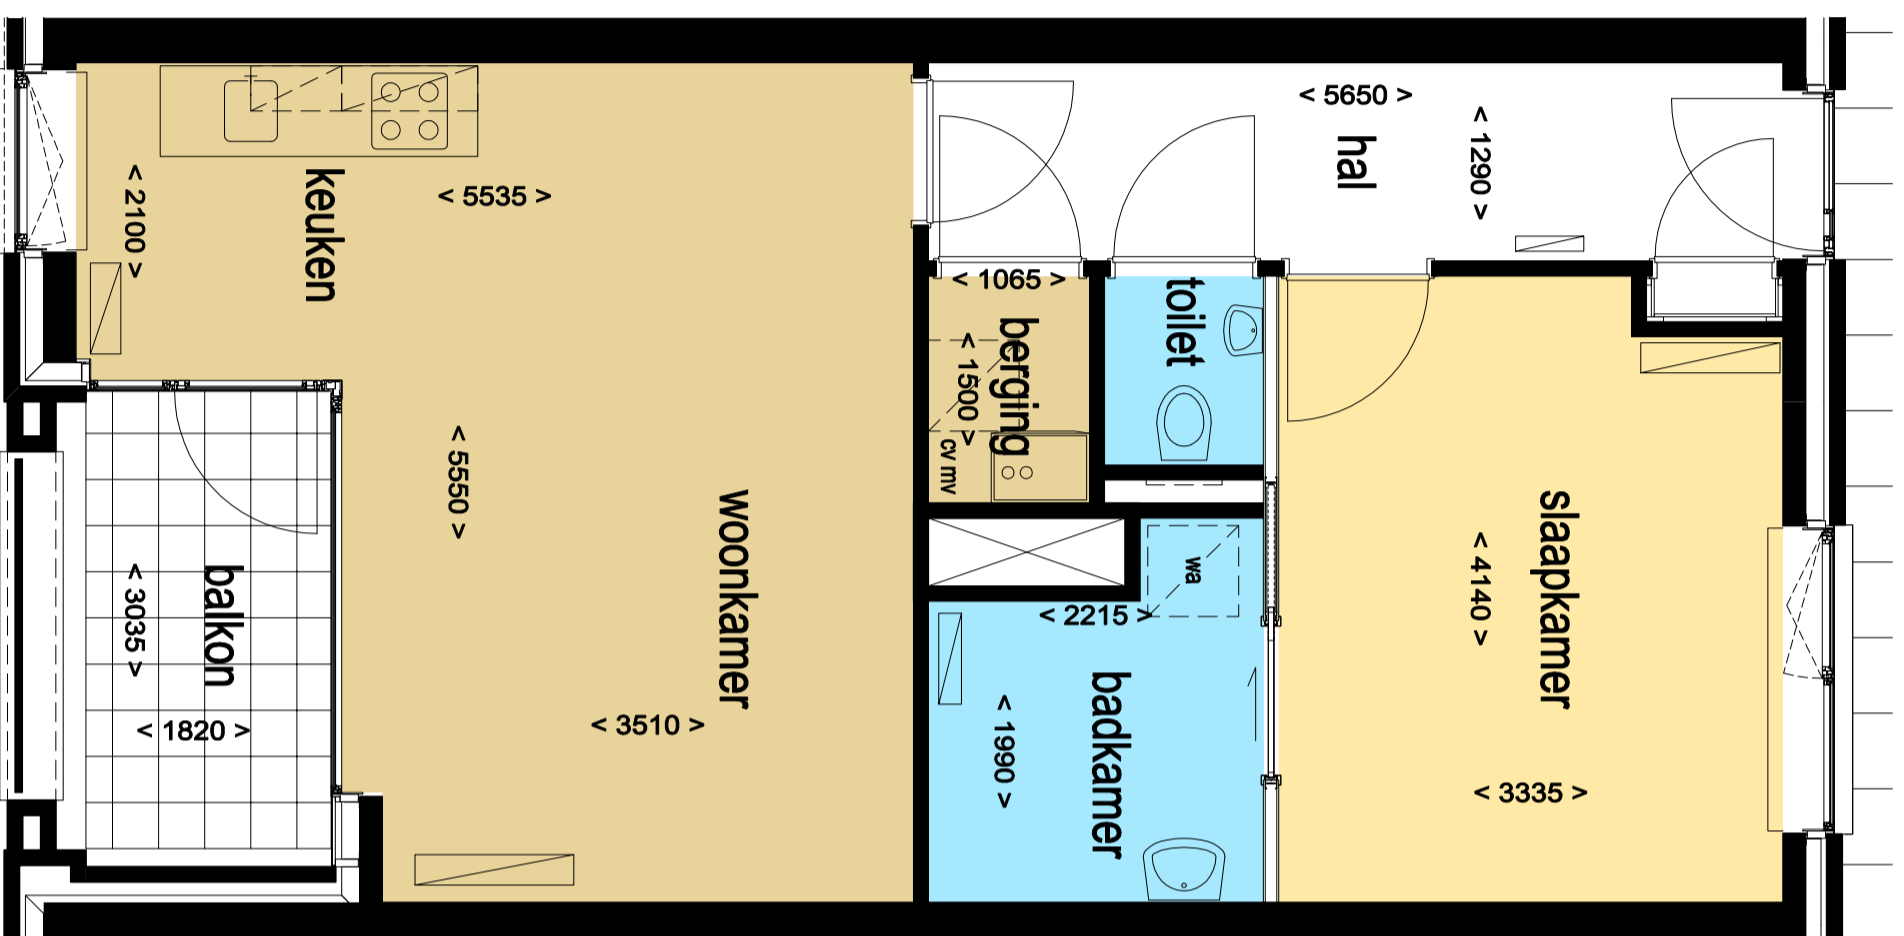 keuken
< 5535 >
< 2100 >
hal
< 5650 >
< 1290 >
< 1065 >
berging
< 1500 >
cv mv
toilet
< 5550 >
woonkamer
< 3510 >
balkon
< 3035 >
< 1820 >
wa
< 2215 >
badkamer
< 1990 >
slaapkamer
< 4140 >
< 3335 >